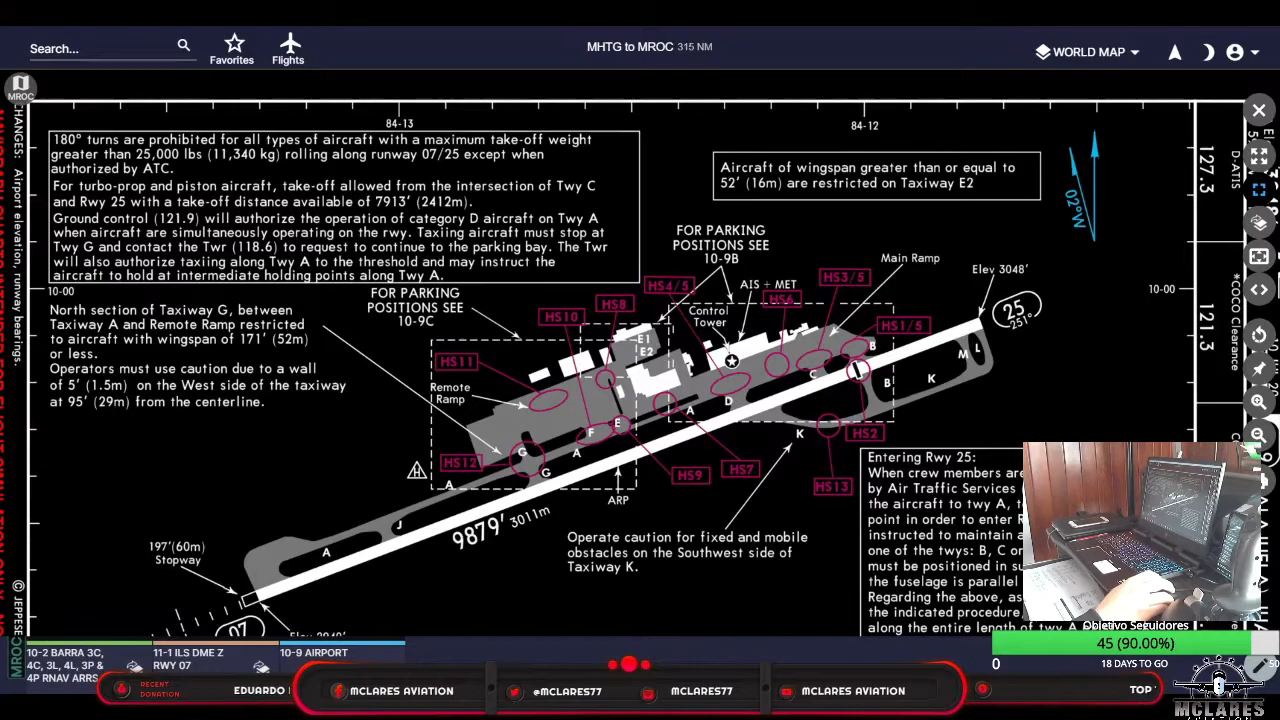 Search...
Favorites
Flights
MHTG to MROC 315 NM
WORLD MAP
MROC
84-13
84-12
CHANGES: Airport elevation, runway bearings.
180° turns are prohibited for all types of aircraft with a maximum take-off weight
greater than 25,000 lbs (11,340 kg) rolling along runway 07/25 except when
authorized by ATC.
For turbo-prop and piston aircraft, take-off allowed from the intersection of Twy C
and Rwy 25 with a take-off distance available of 7913' (2412m).
Ground control (121.9) will authorize the operation of category D aircraft on Twy A
when aircraft are simultaneously operating on the rwy. Taxiing aircraft must stop at
Twy G and contact the Twr (118.6) to request to continue to the parking bay. The Twr
will also authorize taxiing along Twy A to the threshold and may instruct the
aircraft to hold at intermediate holding points along Twy A.
Aircraft of wingspan greater than or equal to
52' (16m) are restricted on Taxiway E2
02°W
127.3
D-ATIS
121.3
*COCO Clearance
FOR PARKING
POSITIONS SEE
10-9B
Main Ramp
Elev 3048'
10-00
10-00
FOR PARKING
POSITIONS SEE
10-9C
HS4/5
AIS + MET
HS3/5
HS6
HS8
HS10
Control
Tower
HS1/5
25
251°
North section of Taxiway G, between
Taxiway A and Remote Ramp restricted
to aircraft with wingspan of 171' (52m)
or less.
Operators must use caution due to a wall
of 5' (1.5m) on the West side of the taxiway
at 95' (29m) from the centerline.
E1
E2
B
M
L
HS11
Remote
Ramp
C
B
K
D
A
E
F
K
HS2
G
A
HS12
G
A
HS9
HS7
HS13
ARP
J
9879' 3011m
A
197'(60m)
Stopway
07
Operate caution for fixed and mobile
obstacles on the Southwest side of
Taxiway K.
Entering Rwy 25:
When crew members are
by Air Traffic Services
the aircraft to twy A, t
point in order to enter R
instructed to maintain a
one of the twys: B, C or
must be positioned in su
the fuselage is parallel
Regarding the above, as
the indicated procedure,
along the entire length of twy A
© JEPPESE
MROC
10-2 BARRA 3C,
4C, 3L, 4L, 3P &
4P RNAV ARRS
11-1 ILS DME Z
RWY 07
10-9 AIRPORT
Objetivo Seguidores
45 (90.00%)
0
18 DAYS TO GO
50
RECENT
DONATION
EDUARDO
MCLARES AVIATION
@MCLARES77
MCLARES77
MCLARES AVIATION
TOP
MCLARES